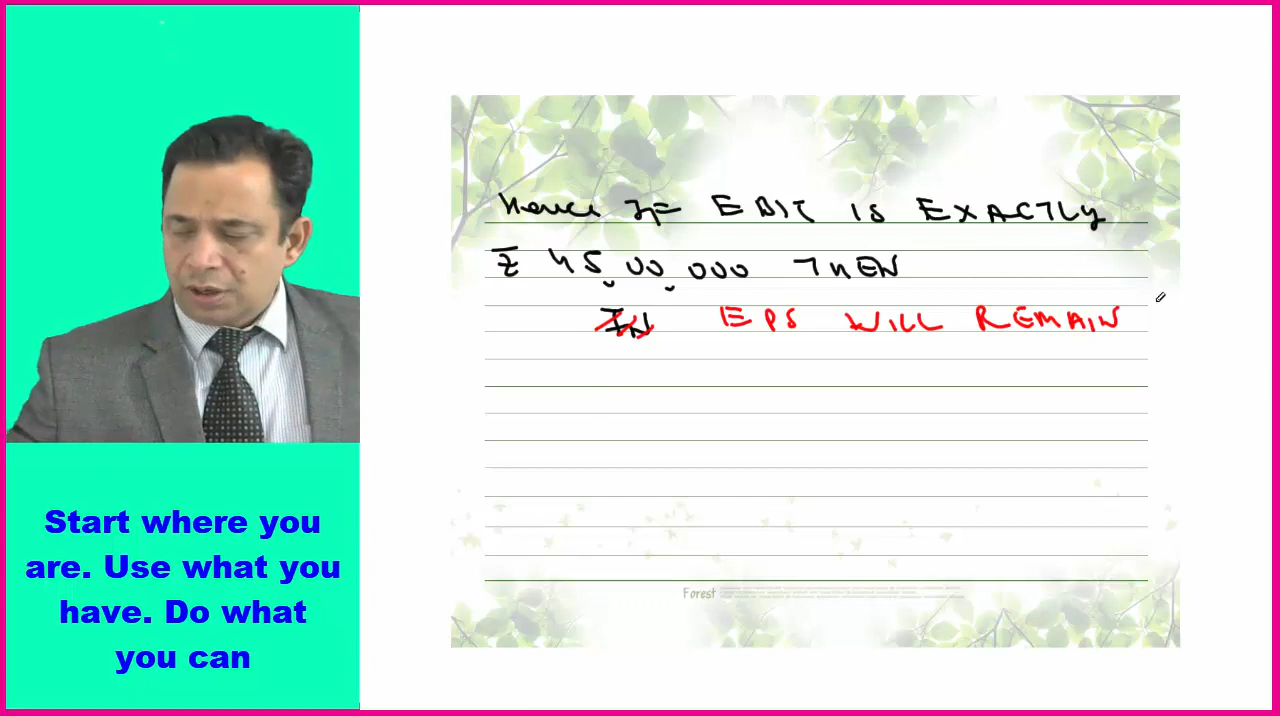 Hence IF EBIT IS EXACTLY
₹ 45,00,000 THEN
IN EPS WILL REMAIN
Forest
Start where you
are. Use what you
have. Do what
you can